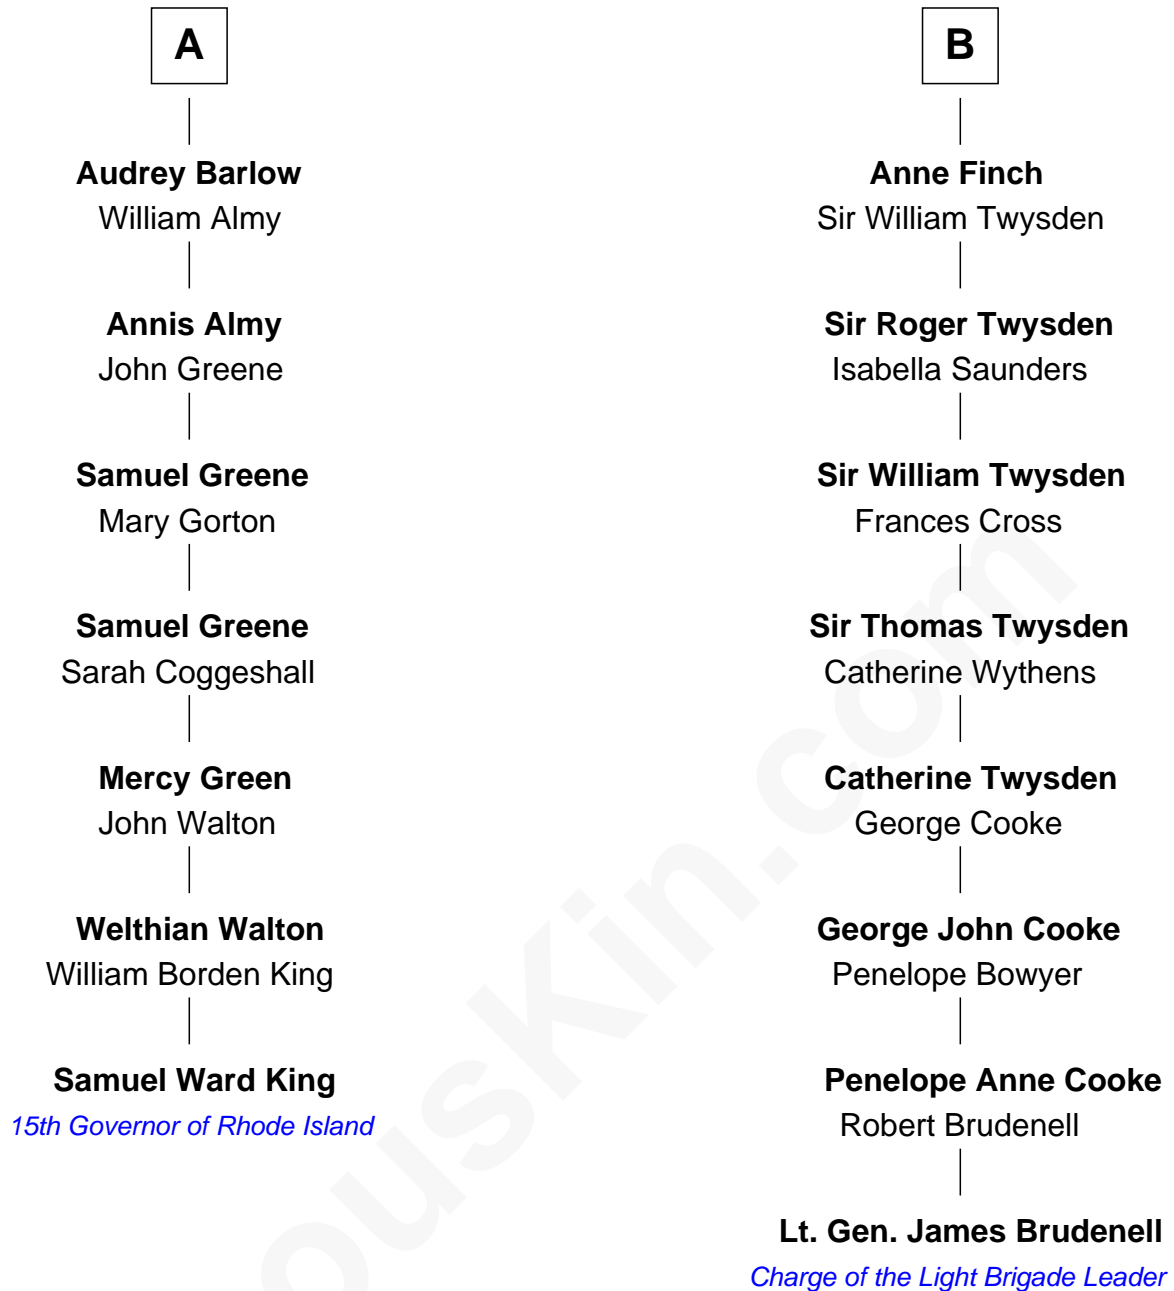 A
Audrey Barlow
William Almy
Annis Almy
John Greene
Samuel Greene
Mary Gorton
Samuel Greene
Sarah Coggeshall
Mercy Green
John Walton
Welthian Walton
William Borden King
Samuel Ward King
15th Governor of Rhode Island
B
Anne Finch
Sir William Twysden
Sir Roger Twysden
Isabella Saunders
Sir William Twysden
Frances Cross
Sir Thomas Twysden
Catherine Wythens
Catherine Twysden
George Cooke
George John Cooke
Penelope Bowyer
Penelope Anne Cooke
Robert Brudenell
Lt. Gen. James Brudenell
Charge of the Light Brigade Leader
ousKin.com